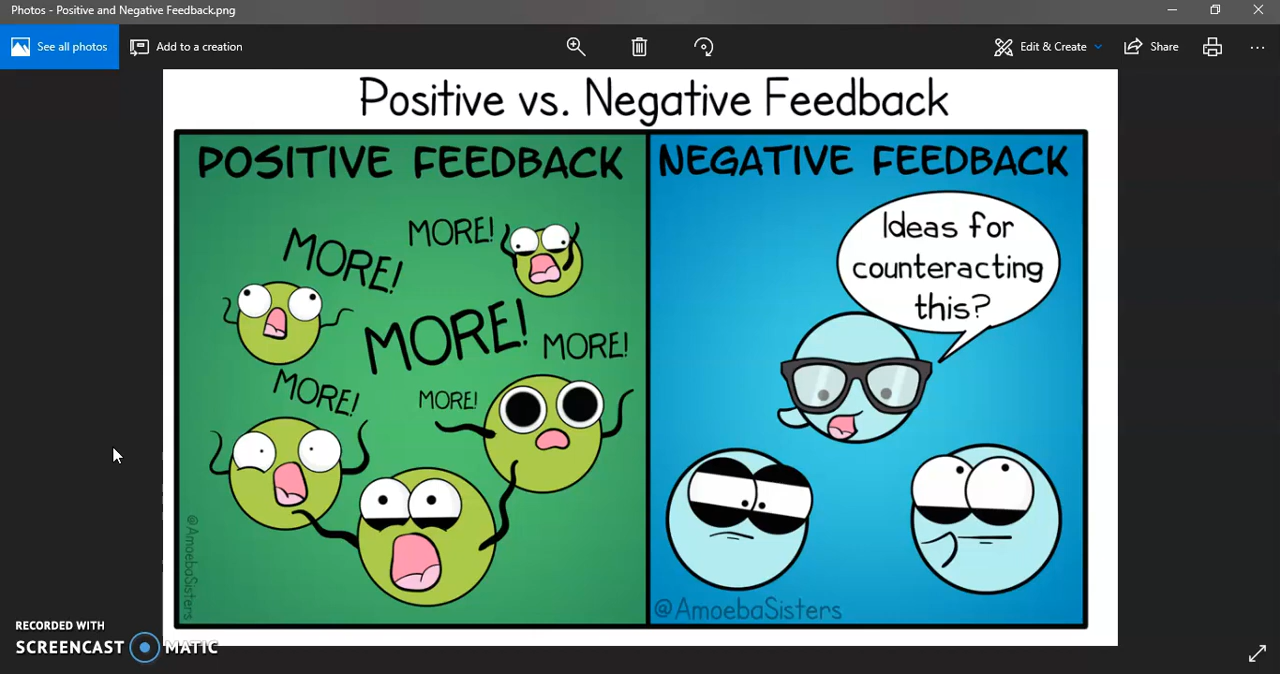 Photos - Positive and Negative Feedback.png
See all photos
Add to a creation
Edit & Create
Share
Positive vs. Negative Feedback
POSITIVE FEEDBACK
MORE!
MORE!
MORE!
MORE!
MORE!
MORE!
@AmoebaSisters
NEGATIVE FEEDBACK
Ideas for
counteracting
this?
@AmoebaSisters
RECORDED WITH
SCREENCAST MATIC